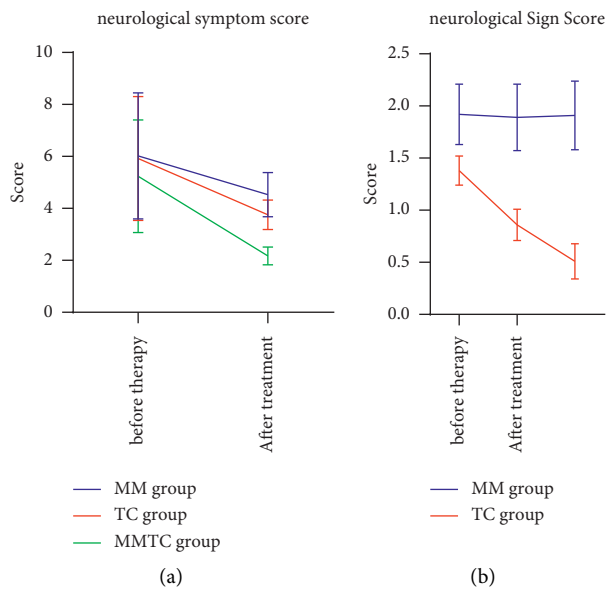 neurological symptom score
10
8
6
4
2
0
Score
before therapy
After treatment
MM group
TC group
MMTC group
(a)
neurological Sign Score
2.5
2.0
1.5
1.0
0.5
0.0
Score
before therapy
After treatment
MM group
TC group
(b)